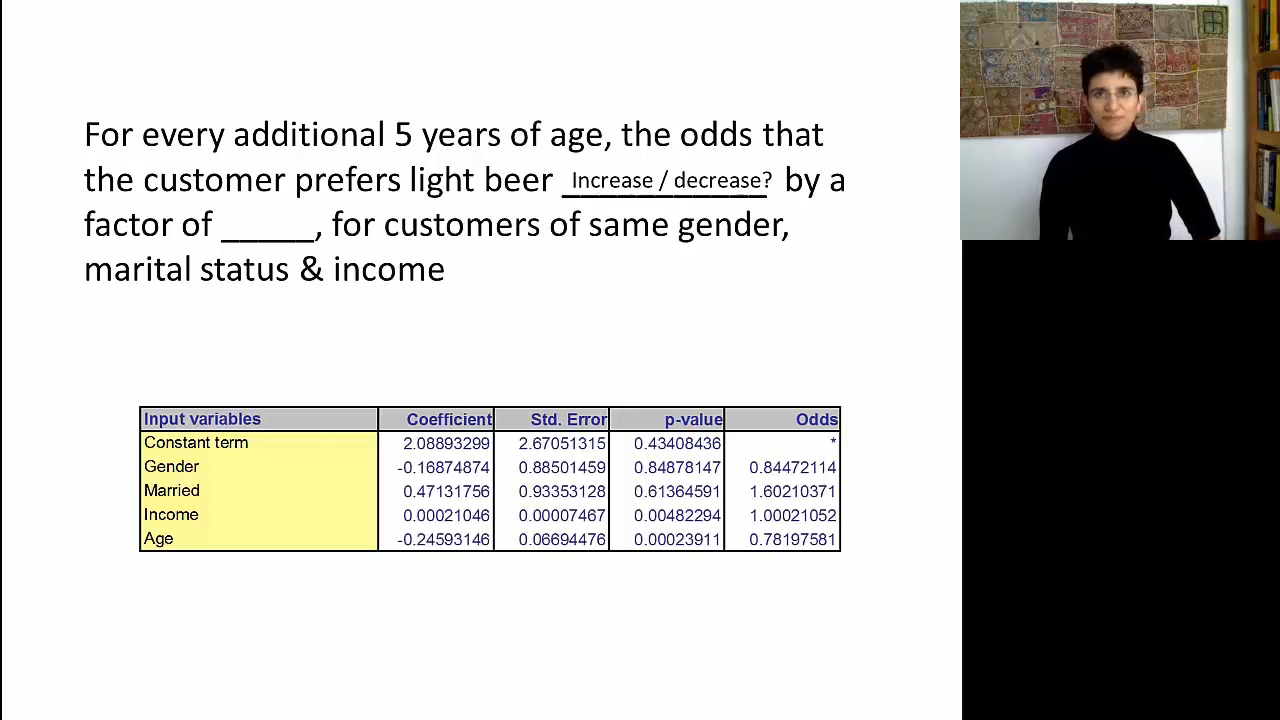 For every additional 5 years of age, the odds that
the customer prefers light beer Increase / decrease? by a
factor of _____, for customers of same gender,
marital status & income
Input variables Coefficient Std. Error p-value Odds
Constant term 2.08893299 2.67051315 0.43408436 *
Gender -0.16874874 0.88501459 0.84878147 0.84472114
Married 0.47131756 0.93353128 0.61364591 1.60210371
Income 0.00021046 0.00007467 0.00482294 1.00021052
Age -0.24593146 0.06694476 0.00023911 0.78197581